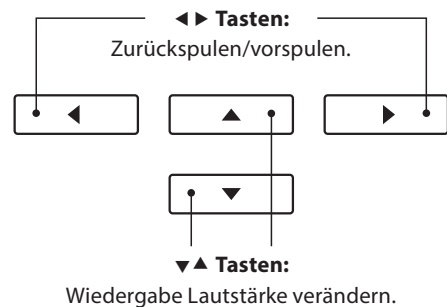 ◀ ▶ Tasten:
Zurückspulen/vorspulen.
▼▲ Tasten:
Wiedergabe Lautstärke verändern.